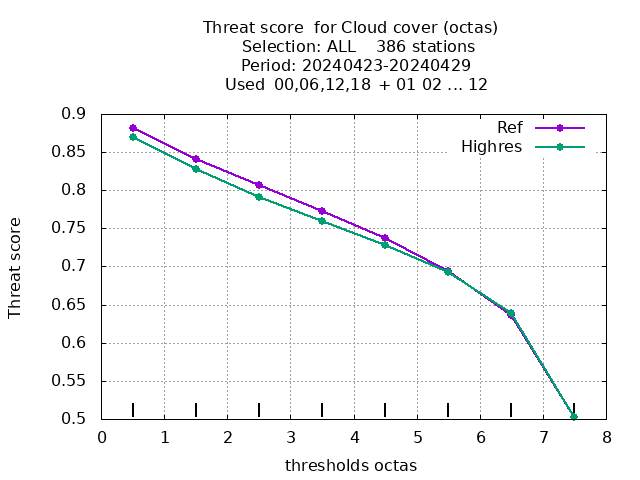 Threat score  for Cloud cover (octas)
Selection: ALL    386 stations
Period: 20240423-20240429
Used  00,06,12,18  + 01 02 ... 12
Ref
Highres
Threat score
0.9
0.85
0.8
0.75
0.7
0.65
0.6
0.55
0.5
0 1 2 3 4 5 6 7 8
thresholds octas